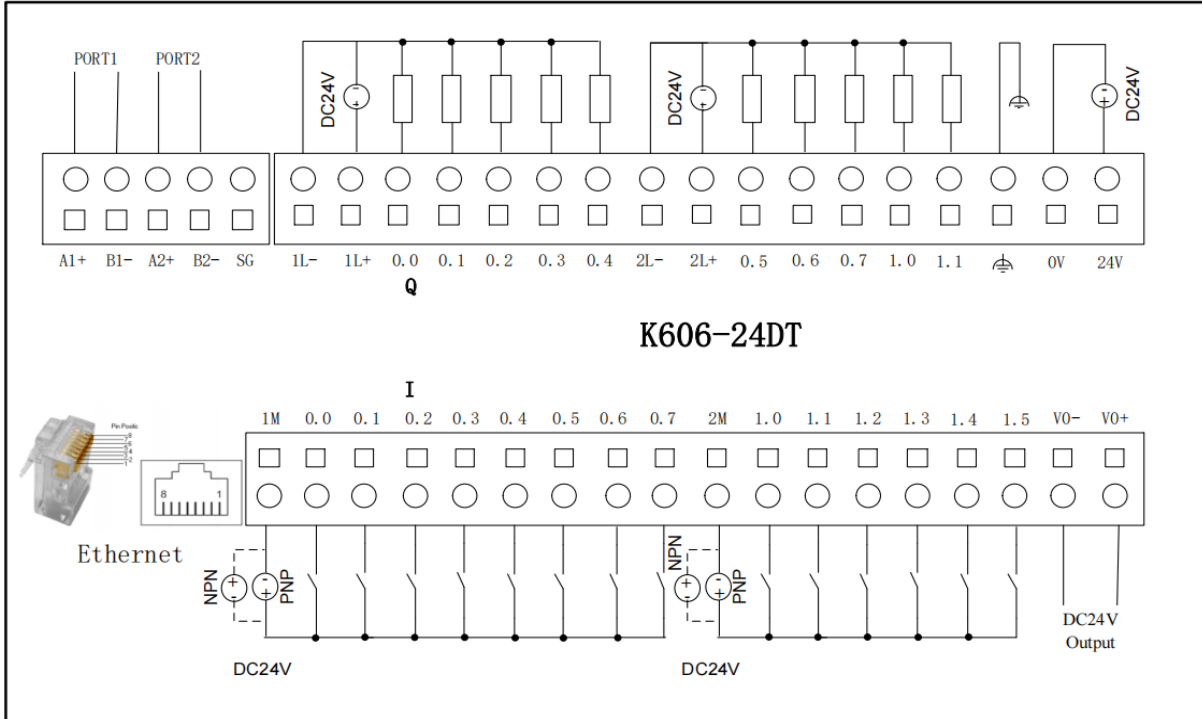 PORT1 PORT2
DC24V
DC24V
DC24V
- + - + - +
A1+ B1- A2+ B2- SG 1L- 1L+ 0.0 0.1 0.2 0.3 0.4 2L- 2L+ 0.5 0.6 0.7 1.0 1.1 0V 24V
Q
K606-24DT
I
1M 0.0 0.1 0.2 0.3 0.4 0.5 0.6 0.7 2M 1.0 1.1 1.2 1.3 1.4 1.5 VO- VO+
8 1
Ethernet
NPN + - - + PNP
NPN + - - + PNP
DC24V
DC24V
DC24V
Output